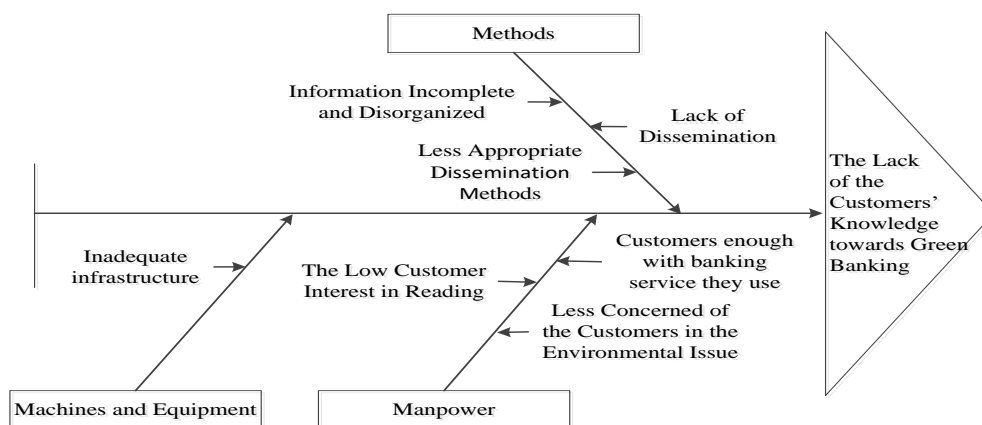 Methods
Information Incomplete
and Disorganized
Lack of
Dissemination
Less Appropriate
Dissemination
Methods
The Lack
of the
Customers'
Knowledge
towards Green
Banking
Inadequate
infrastructure
Customers enough
with banking
service they use
The Low Customer
Interest in Reading
Less Concerned of
the Customers in the
Environmental Issue
Machines and Equipment
Manpower